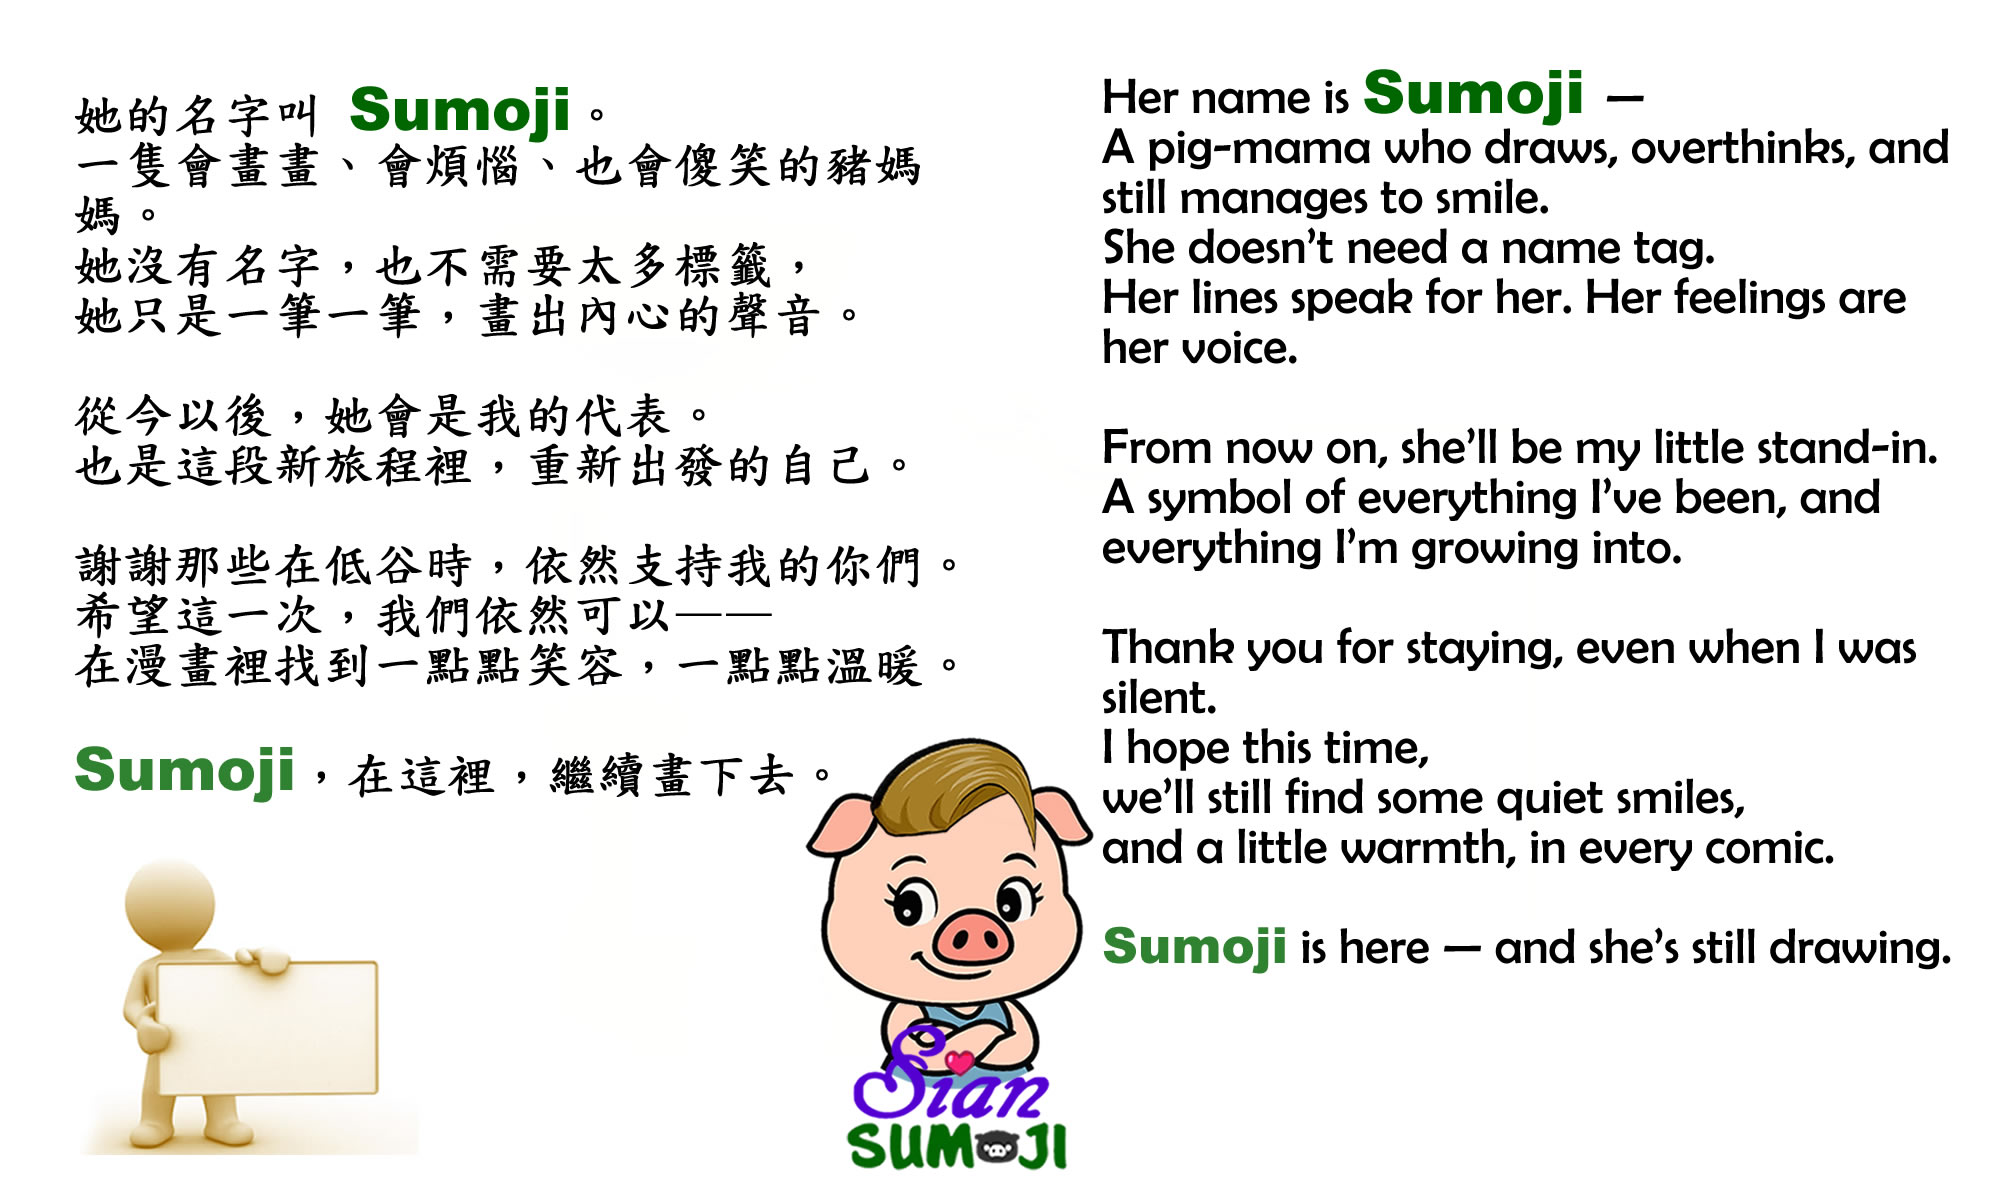 她的名字叫 Sumoji。
一隻會畫畫、會煩惱、也會傻笑的豬媽
媽。
她沒有名字，也不需要太多標籤，
她只是一筆一筆，畫出內心的聲音。
從今以後，她會是我的代表。
也是這段新旅程裡，重新出發的自己。
謝謝那些在低谷時，依然支持我的你們。
希望這一次，我們依然可以——
在漫畫裡找到一點點笑容，一點點溫暖。
Sumoji，在這裡，繼續畫下去。
Her name is Sumoji —
A pig-mama who draws, overthinks, and
still manages to smile.
She doesn’t need a name tag.
Her lines speak for her. Her feelings are
her voice.
From now on, she’ll be my little stand-in.
A symbol of everything I’ve been, and
everything I’m growing into.
Thank you for staying, even when I was
silent.
I hope this time,
we’ll still find some quiet smiles,
and a little warmth, in every comic.
Sumoji is here — and she’s still drawing.
Sian
SUMOJI